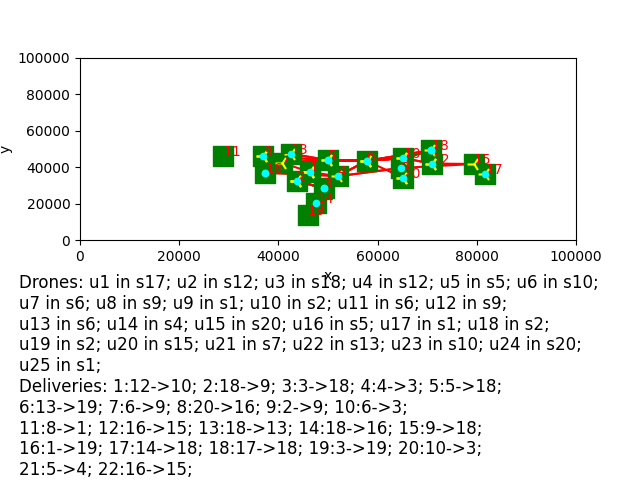 100000
80000
60000
40000
20000
0
y
0 20000 40000 60000 80000 100000
x
11
17
Drones: u1 in s17; u2 in s12; u3 in s18; u4 in s12; u5 in s5; u6 in s10;
u7 in s6; u8 in s9; u9 in s1; u10 in s2; u11 in s6; u12 in s9;
u13 in s6; u14 in s4; u15 in s20; u16 in s5; u17 in s1; u18 in s2;
u19 in s2; u20 in s15; u21 in s7; u22 in s13; u23 in s10; u24 in s20;
u25 in s1;
Deliveries: 1:12->10; 2:18->9; 3:3->18; 4:4->3; 5:5->18;
6:13->19; 7:6->9; 8:20->16; 9:2->9; 10:6->3;
11:8->1; 12:16->15; 13:18->13; 14:18->16; 15:9->18;
16:1->19; 17:14->18; 18:17->18; 19:3->19; 20:10->3;
21:5->4; 22:16->15;